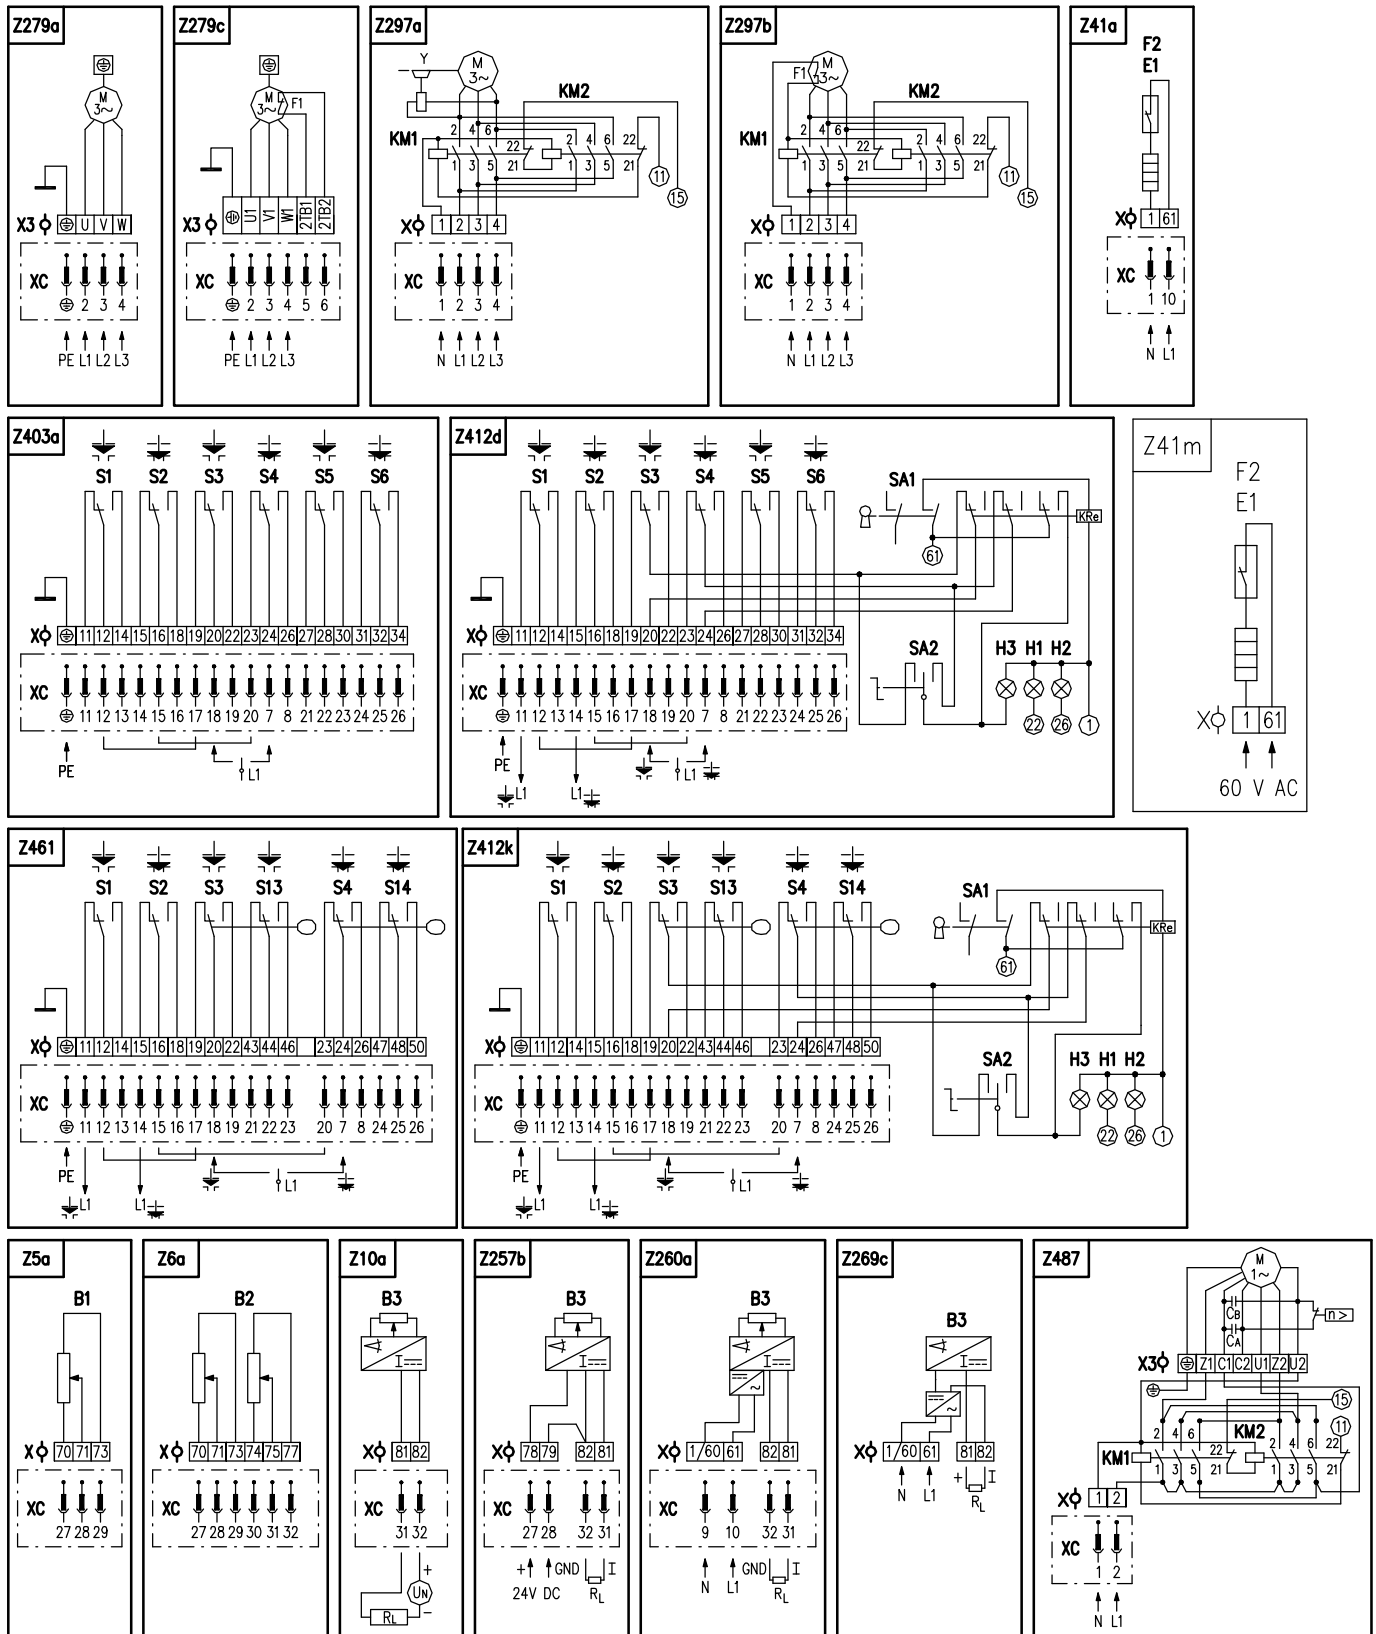 Z279a
M
3~
X3 U V W
XC
2 3 4
PE L1 L2 L3
Z279c
M
3~ F1
X3 U1 V1 W1 2TB1 2TB2
XC
2 3 4 5 6
PE L1 L2 L3
Z297a
Y M
3~
KM2
2 4 6 2 4 6 22
KM1 22
1 3 5 21 1 3 5 21
11
15
X 1 2 3 4
XC
1 2 3 4
N L1 L2 L3
Z297b
M
F1 3~
KM2
2 4 6 2 4 6 22
KM1 22
1 3 5 21 1 3 5 21
11
15
X 1 2 3 4
XC
1 2 3 4
N L1 L2 L3
Z41a
F2
E1
X 1 61
XC
1 10
N L1
Z403a
S1 S2 S3 S4 S5 S6
X 11 12 14 15 16 18 19 20 22 23 24 26 27 28 30 31 32 34
XC
11 12 13 14 15 16 17 18 19 20 7 8 21 22 23 24 25 26
PE L1
Z412d
S1 S2 S3 S4 S5 S6
SA1
KRe
61
X 11 12 14 15 16 18 19 20 22 23 24 26 27 28 30 31 32 34
SA2 H3 H1 H2
XC
11 12 13 14 15 16 17 18 19 20 7 8 21 22 23 24 25 26
22 26 1
PE L1
L1 L1
Z41m
F2
E1
X 1 61
60 V AC
Z461
S1 S2 S3 S13 S4 S14
X 11 12 14 15 16 18 19 20 22 43 44 46 23 24 26 47 48 50
XC
11 12 13 14 15 16 17 18 19 21 22 23 20 7 8 24 25 26
PE L1
L1 L1
Z412k
S1 S2 S3 S13 S4 S14
SA1
KRe
61
X 11 12 14 15 16 18 19 20 22 43 44 46 23 24 26 47 48 50
SA2 H3 H1 H2
XC
11 12 13 14 15 16 17 18 19 21 22 23 20 7 8 24 25 26
22 26 1
PE L1
L1 L1
Z5a
B1
X 70 71 73
XC
27 28 29
Z6a
B2
X 70 71 73 74 75 77
XC
27 28 29 30 31 32
Z10a
B3
I
X 81 82
XC
31 32
+
UN
RL −
Z257b
B3
I
X 78 79 82 81
XC
27 28 32 31
+ GND I
24V DC RL
Z260a
B3
I
~
X 1/60 61 82 81
XC
9 10 32 31
N L1 GND I
RL
Z269c
B3
I
~
X 1/60 61 81 82
N L1 + I
RL
Z487
M
1~
CB n >
CA
X3 Z1 C1 C2 U1 Z2 U2
15
11
2 4 6 KM2 2 4 6 22
KM1 22
1 3 5 21 1 3 5 21
X 1 2
XC
1 2
N L1